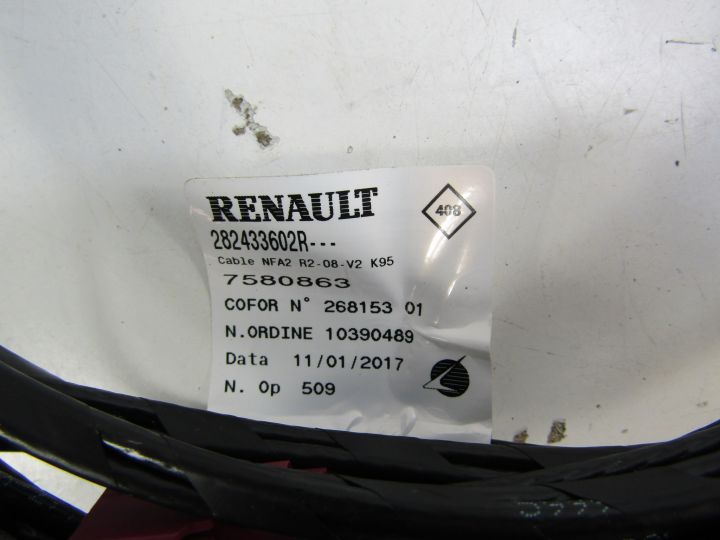 RENAULT
408
282433602R---
Cable NFA2 R2-08-V2 K95
7580863
COFOR N° 268153 01
N.ORDINE 10390489
Data 11/01/2017
N. Op 509